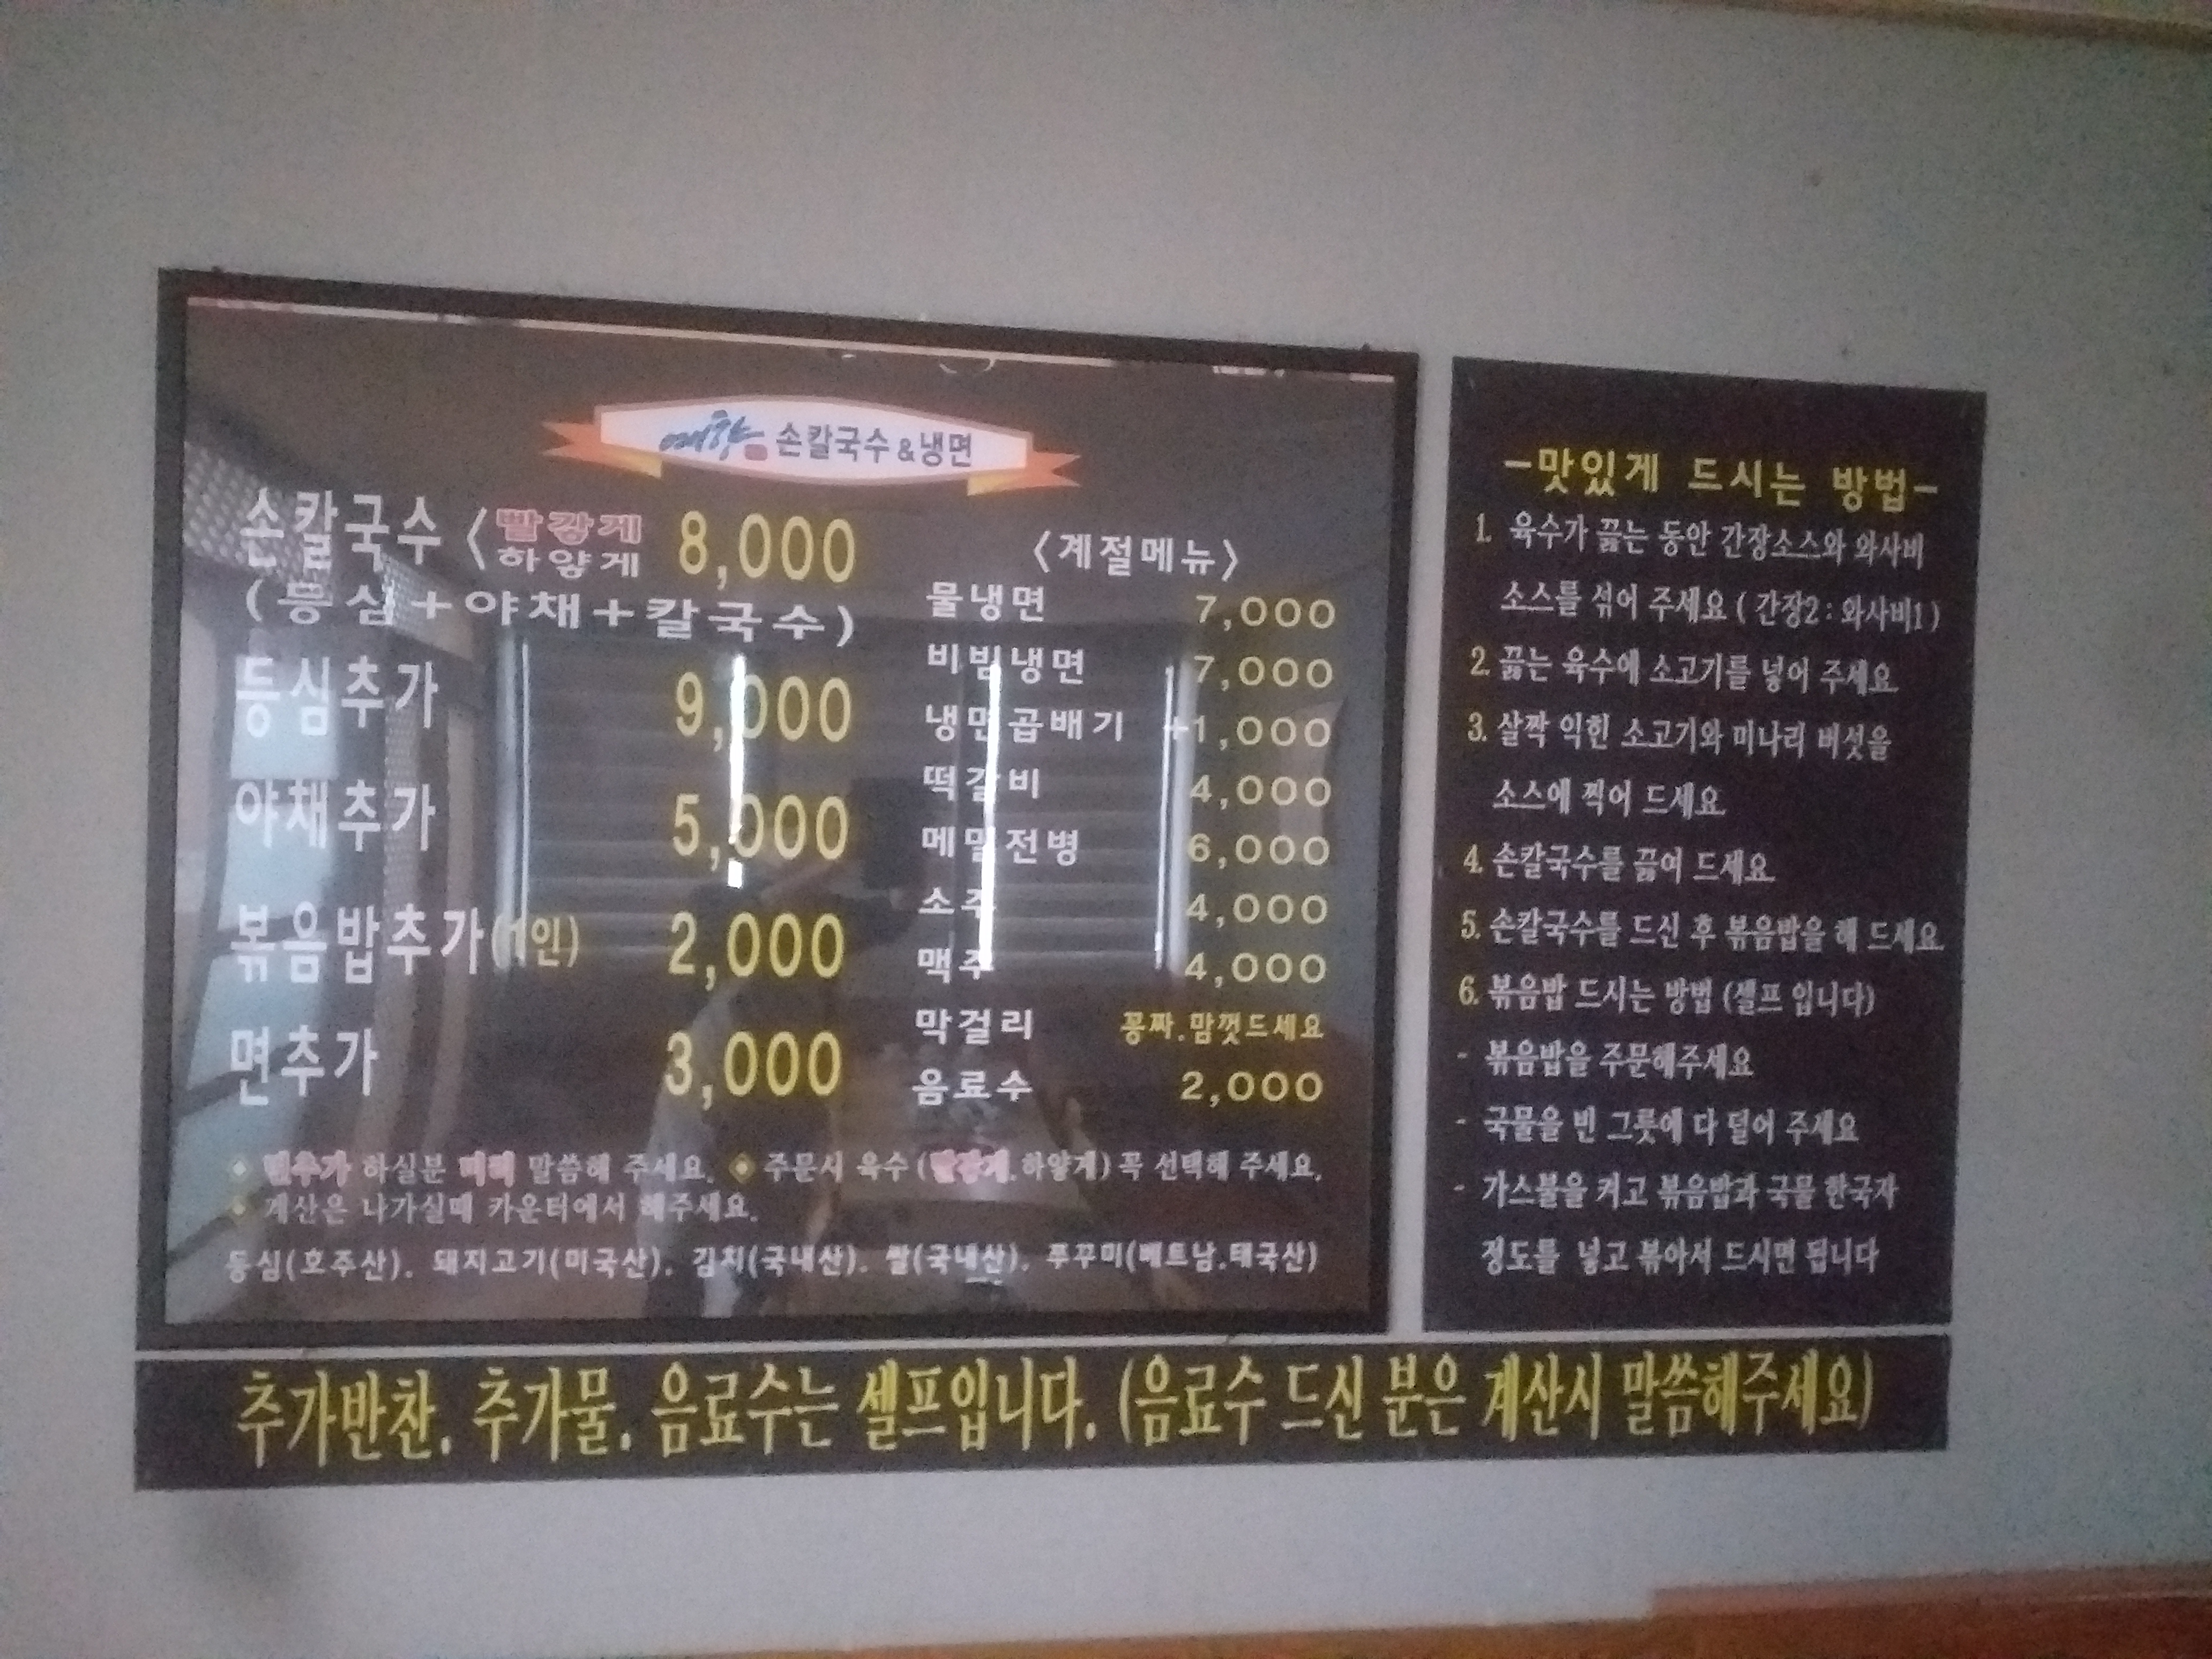 손칼국수&냉면
손칼국수 < 빨갛게 하얗게 8,000
(등심+야채+칼국수)
등심추가 9,000
야채추가 5,000
볶음밥추가(1인) 2,000
면추가 3,000
<계절메뉴>
물냉면 7,000
비빔냉면 7,000
냉면곱배기 +1,000
떡갈비 4,000
메밀전병 6,000
소주 4,000
맥주 4,000
막걸리 꽁짜.맘껏드세요
음료수 2,000
면추가 하실분 미리 말씀해 주세요. 주문시 육수(빨갛게.하얗게) 꼭 선택해 주세요.
계산은 나가실때 카운터에서 해주세요.
등심(호주산). 돼지고기(미국산). 김치(국내산). 쌀(국내산). 쭈꾸미(베트남.태국산)
-맛있게 드시는 방법-
1. 육수가 끓는 동안 간장소스와 와사비
소스를 섞어 주세요 (간장2:와사비1)
2. 끓는 육수에 소고기를 넣어 주세요
3. 살짝 익힌 소고기와 미나리 버섯을
소스에 찍어 드세요
4. 손칼국수를 끓여 드세요
5. 손칼국수를 드신 후 볶음밥을 해 드세요
6. 볶음밥 드시는 방법 (셀프 입니다)
- 볶음밥을 주문해주세요
- 국물을 빈 그릇에 다 덜어 주세요
- 가스불을 켜고 볶음밥과 국물 한국자
정도를 넣고 볶아서 드시면 됩니다
추가반찬. 추가물. 음료수는 셀프입니다. (음료수 드신 분은 계산시 말씀해주세요)